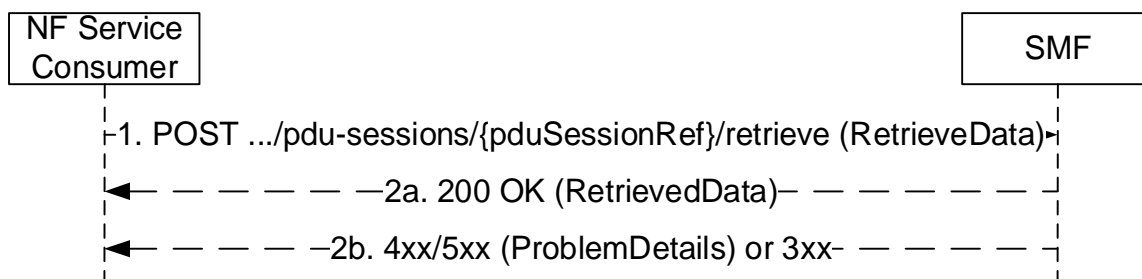 NF Service
Consumer
SMF
1. POST .../pdu-sessions/{pduSessionRef}/retrieve (RetrieveData)
2a. 200 OK (RetrievedData)
2b. 4xx/5xx (ProblemDetails) or 3xx